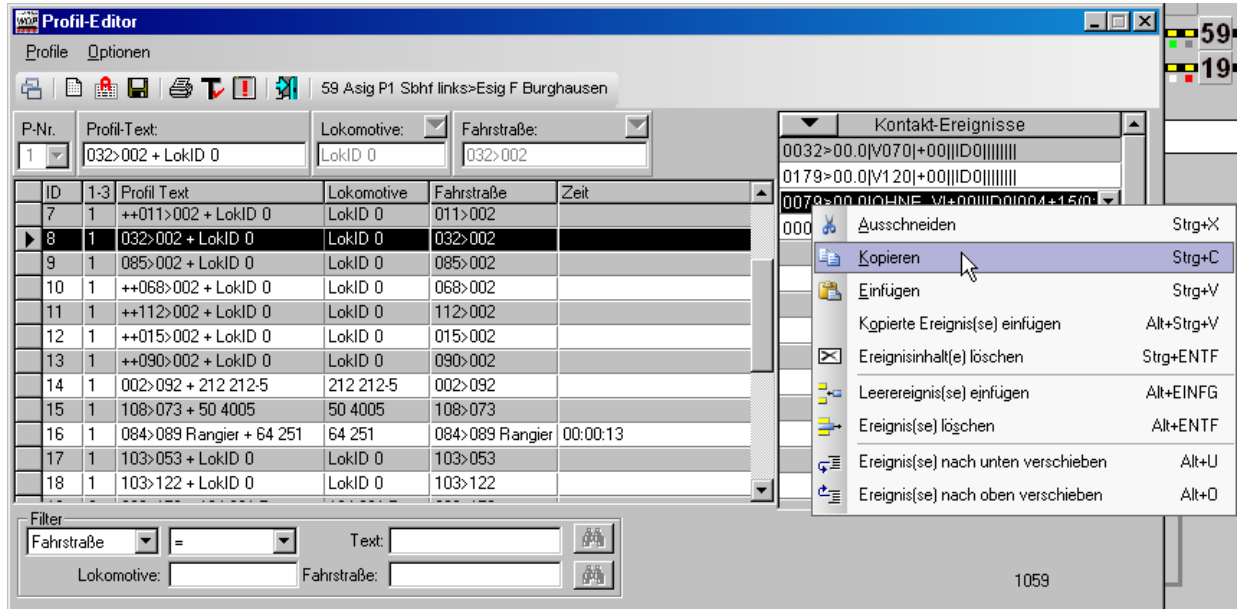 WDP Profil-Editor
59
19
Profile Optionen
59 Asig P1 Sbhf links>Esig F Burghausen
P-Nr. Profil-Text: Lokomotive: Fahrstraße:
1 032>002 + LokID 0 LokID 0 032>002
Kontakt-Ereignisse
0032>00.0|V070|+00||ID0||||||||
0179>00.0|V120|+00||ID0||||||||
0079>00.0|OHNE_V|+00||ID0|004+15/0:
000
ID 1-3 Profil Text Lokomotive Fahrstraße Zeit
7 1 ++011>002 + LokID 0 LokID 0 011>002
8 1 032>002 + LokID 0 LokID 0 032>002
9 1 085>002 + LokID 0 LokID 0 085>002
10 1 ++068>002 + LokID 0 LokID 0 068>002
11 1 ++112>002 + LokID 0 LokID 0 112>002
12 1 ++015>002 + LokID 0 LokID 0 015>002
13 1 ++090>002 + LokID 0 LokID 0 090>002
14 1 002>092 + 212 212-5 212 212-5 002>092
15 1 108>073 + 50 4005 50 4005 108>073
16 1 084>089 Rangier + 64 251 64 251 084>089 Rangier 00:00:13
17 1 103>053 + LokID 0 LokID 0 103>053
18 1 103>122 + LokID 0 LokID 0 103>122
Ausschneiden Strg+X
Kopieren Strg+C
Einfügen Strg+V
Kopierte Ereignis(se) einfügen Alt+Strg+V
Ereignisinhalt(e) löschen Strg+ENTF
Leerereignis(se) einfügen Alt+EINFG
Ereignis(se) löschen Alt+ENTF
Ereignis(se) nach unten verschieben Alt+U
Ereignis(se) nach oben verschieben Alt+O
Filter
Fahrstraße = Text:
Lokomotive: Fahrstraße:
1059